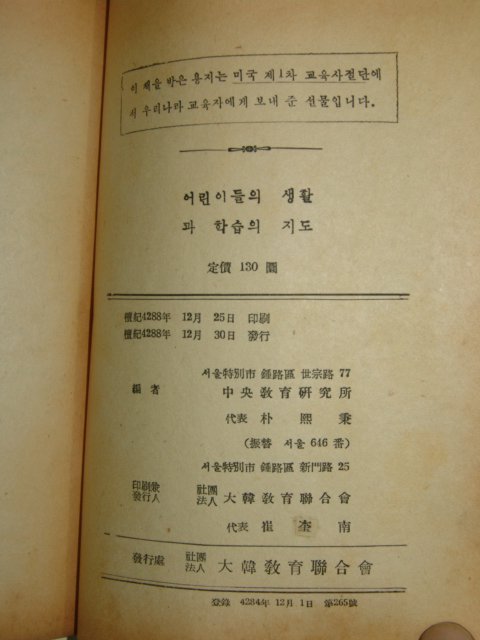 이 책을 박은 용지는 미국 제1차 교육사절단에
서 우리나라 교육자에게 보내 준 선물입니다.
어린이들의 생활
과 학습의 지도
定價 130 圜
檀紀4288年 12月 25日 印刷
檀紀4288年 12月 30日 發行
서울特別市 鍾路區 世宗路 77
編者 中央敎育硏究所
代表 朴熙秉
(振替 서울 646 番)
서울特別市 鍾路區 新門路 25
印刷兼發行人 社團法人 大韓敎育聯合會
代表 崔奎南
發行處 社團法人 大韓敎育聯合會
登錄 4284年 12月 1日 第265號